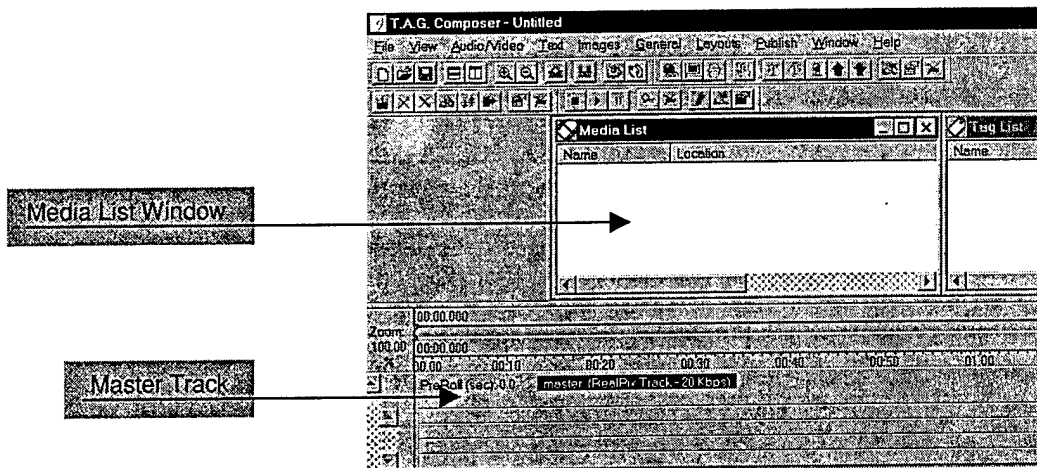 T.A.G. Composer - Untitled
File View Audio/Video Text Images General Layouts Publish Window Help
Media List
Tag List
Name Location
Name
Media List Window
00:00.000
Zoom:
100.00 00:00.000
00:00 00:10 00:20 00:30 00:40 00:50 01:00
PreRoll (sec): 0.0 master (RealPix Track - 20 Kbps)
Master Track